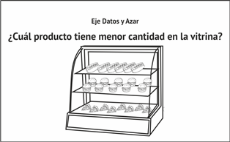 Eje Datos y Azar
¿Cuál producto tiene menor cantidad en la vitrina?